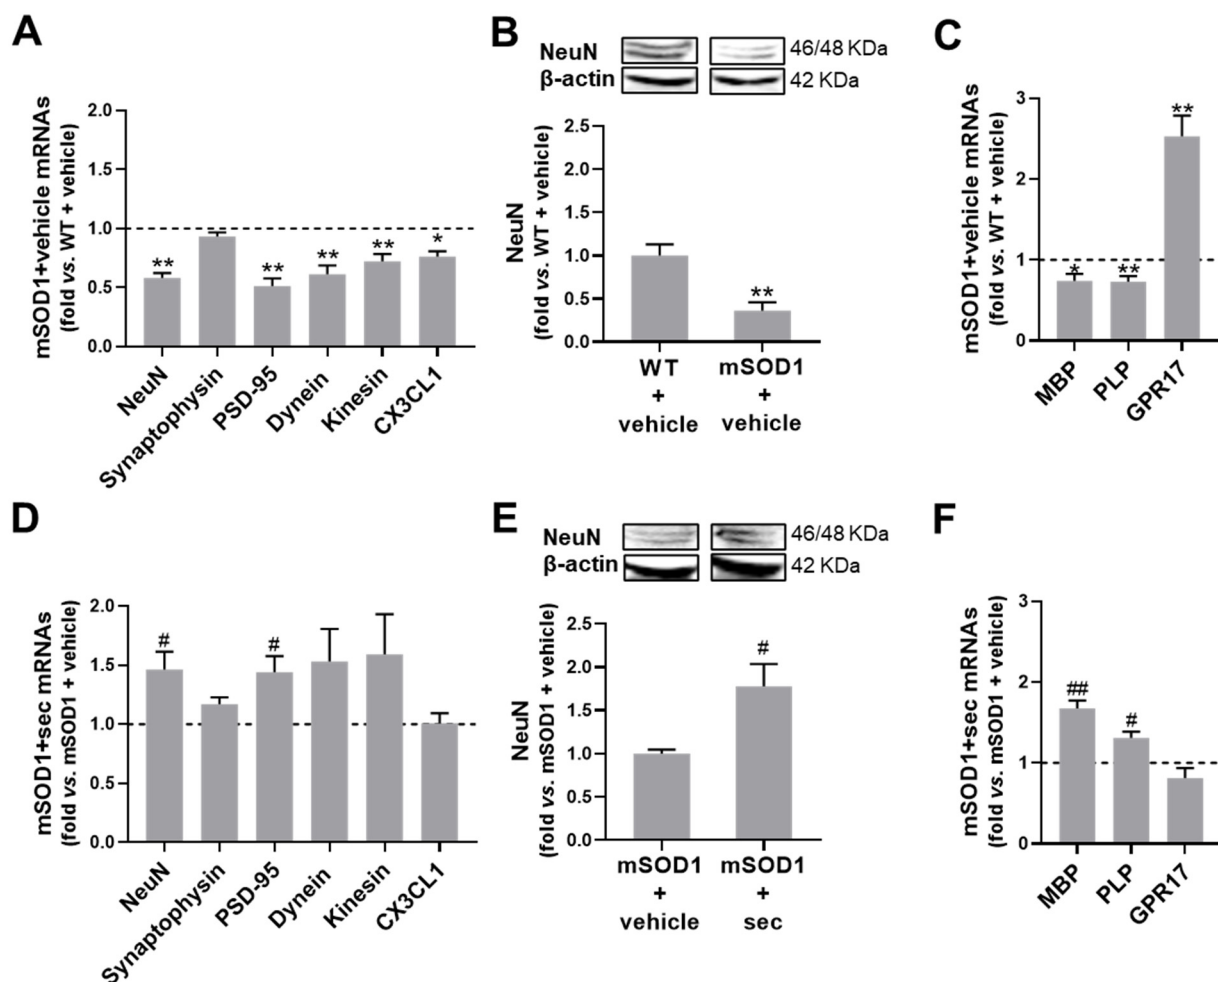 A
mSOD1+vehicle mRNAs
(fold vs. WT + vehicle)
2.0
1.5
1.0
0.5
0.0
**
**
**
**
*
NeuN
Synaptophysin
PSD-95
Dynein
Kinesin
CX3CL1
B
NeuN
46/48 KDa
β-actin
42 KDa
NeuN
(fold vs. WT + vehicle)
2.5
2.0
1.5
1.0
0.5
0.0
**
WT
+
vehicle
mSOD1
+
vehicle
C
mSOD1+vehicle mRNAs
(fold vs. WT + vehicle)
3
2
1
0
*
**
**
MBP
PLP
GPR17
D
mSOD1+sec mRNAs
(fold vs. mSOD1 + vehicle)
2.0
1.5
1.0
0.5
0.0
#
#
NeuN
Synaptophysin
PSD-95
Dynein
Kinesin
CX3CL1
E
NeuN
46/48 KDa
β-actin
42 KDa
NeuN
(fold vs. mSOD1 + vehicle)
2.5
2.0
1.5
1.0
0.5
0.0
#
mSOD1
+
vehicle
mSOD1
+
sec
F
mSOD1+sec mRNAs
(fold vs. mSOD1 + vehicle)
3
2
1
0
##
#
MBP
PLP
GPR17